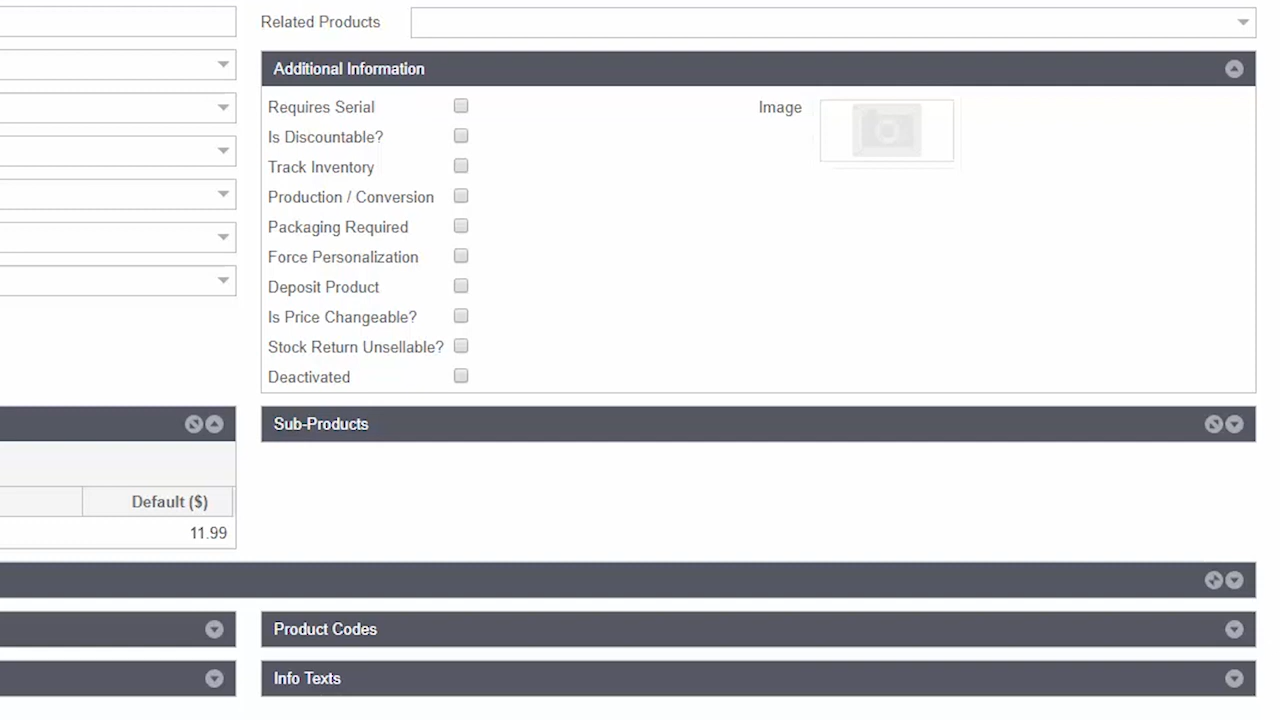 Related Products
Additional Information
Requires Serial
Image
Is Discountable?
Track Inventory
Production / Conversion
Packaging Required
Force Personalization
Deposit Product
Is Price Changeable?
Stock Return Unsellable?
Deactivated
Sub-Products
Default ($)
11.99
Product Codes
Info Texts